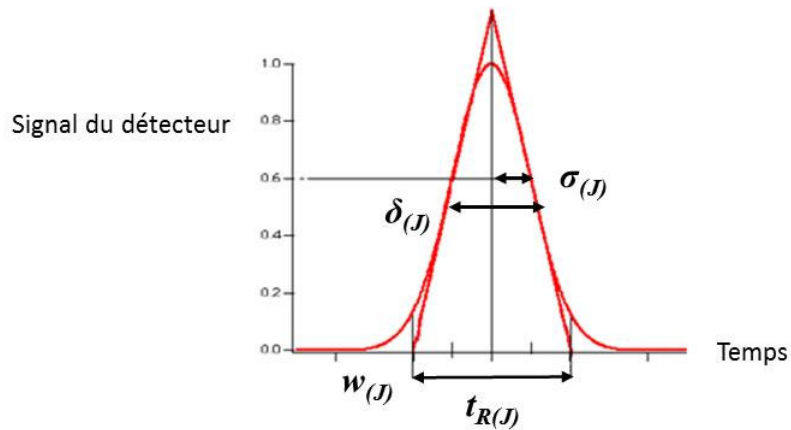 1.0
Signal du détecteur
0.8
0.6
σ(J)
δ(J)
0.4
0.2
0.0
Temps
w(J)
tR(J)